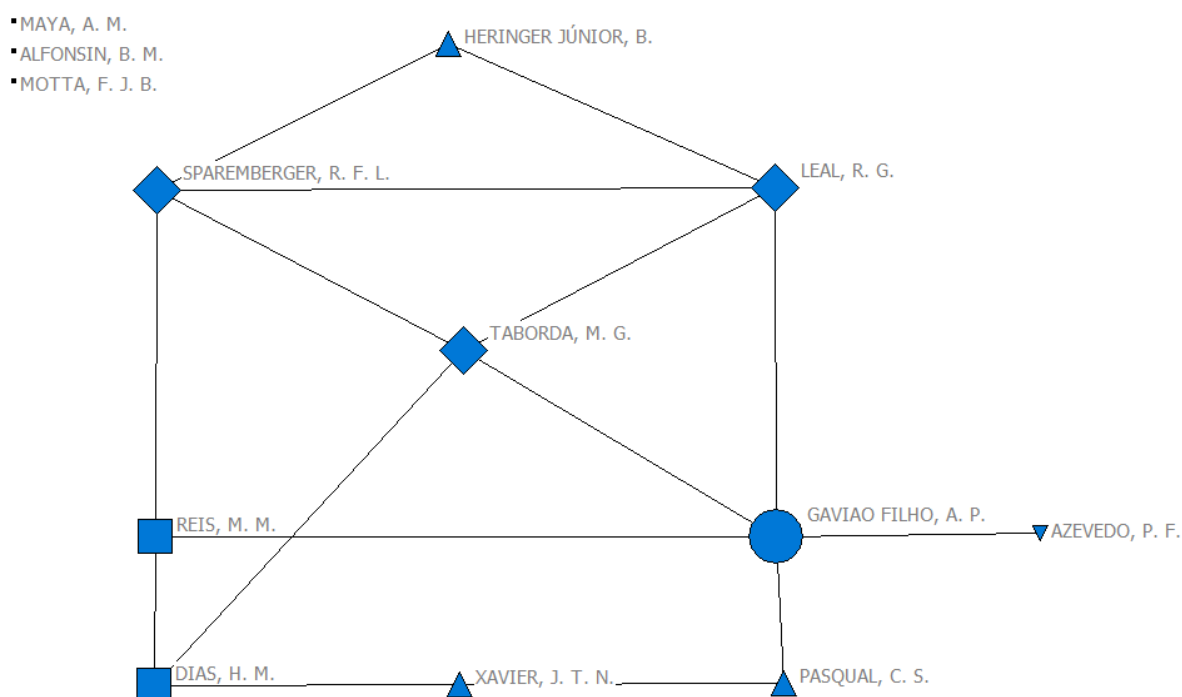 MAYA, A. M.
ALFONSIN, B. M.
MOTTA, F. J. B.
HERINGER JÚNIOR, B.
SPAREMBERGER, R. F. L.
LEAL, R. G.
TABORDA, M. G.
REIS, M. M.
GAVIAO FILHO, A. P.
AZEVEDO, P. F.
DIAS, H. M.
XAVIER, J. T. N.
PASQUAL, C. S.